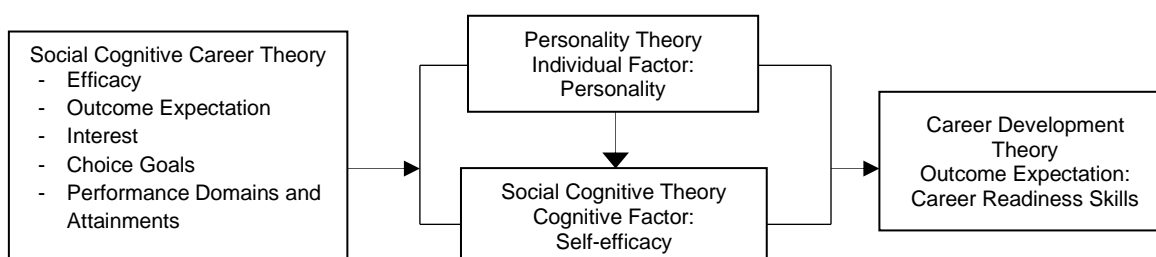 Social Cognitive Career Theory
- Efficacy
- Outcome Expectation
- Interest
- Choice Goals
- Performance Domains and
Attainments
Personality Theory
Individual Factor:
Personality
Social Cognitive Theory
Cognitive Factor:
Self-efficacy
Career Development
Theory
Outcome Expectation:
Career Readiness Skills